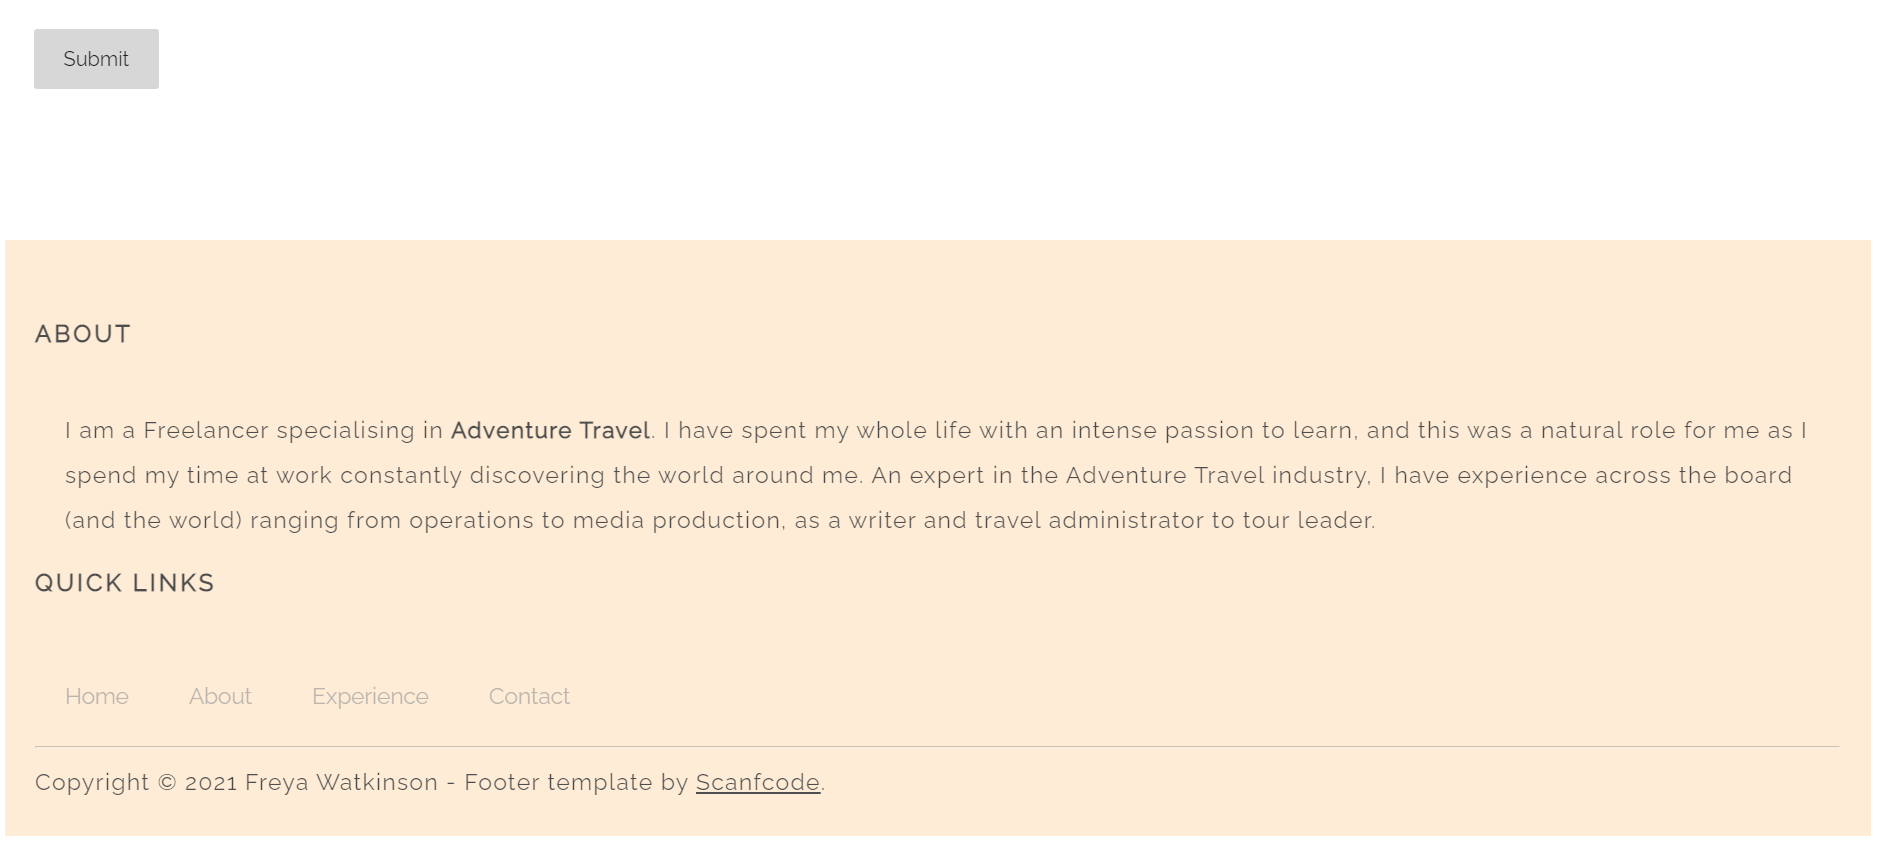 Submit
ABOUT
I am a Freelancer specialising in Adventure Travel. I have spent my whole life with an intense passion to learn, and this was a natural role for me as I
spend my time at work constantly discovering the world around me. An expert in the Adventure Travel industry, I have experience across the board
(and the world) ranging from operations to media production, as a writer and travel administrator to tour leader.
QUICK LINKS
Home About Experience Contact
Copyright © 2021 Freya Watkinson - Footer template by Scanfcode.